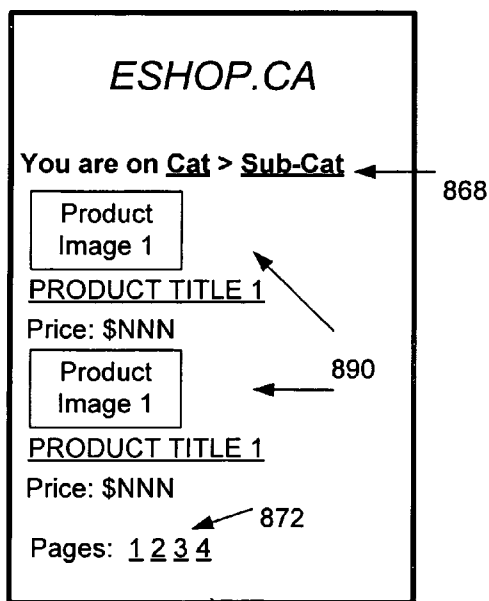 ESHOP.CA
You are on Cat > Sub-Cat
868
Product
Image 1
PRODUCT TITLE 1
Price: $NNN
890
Product
Image 1
PRODUCT TITLE 1
Price: $NNN
872
Pages: 1 2 3 4